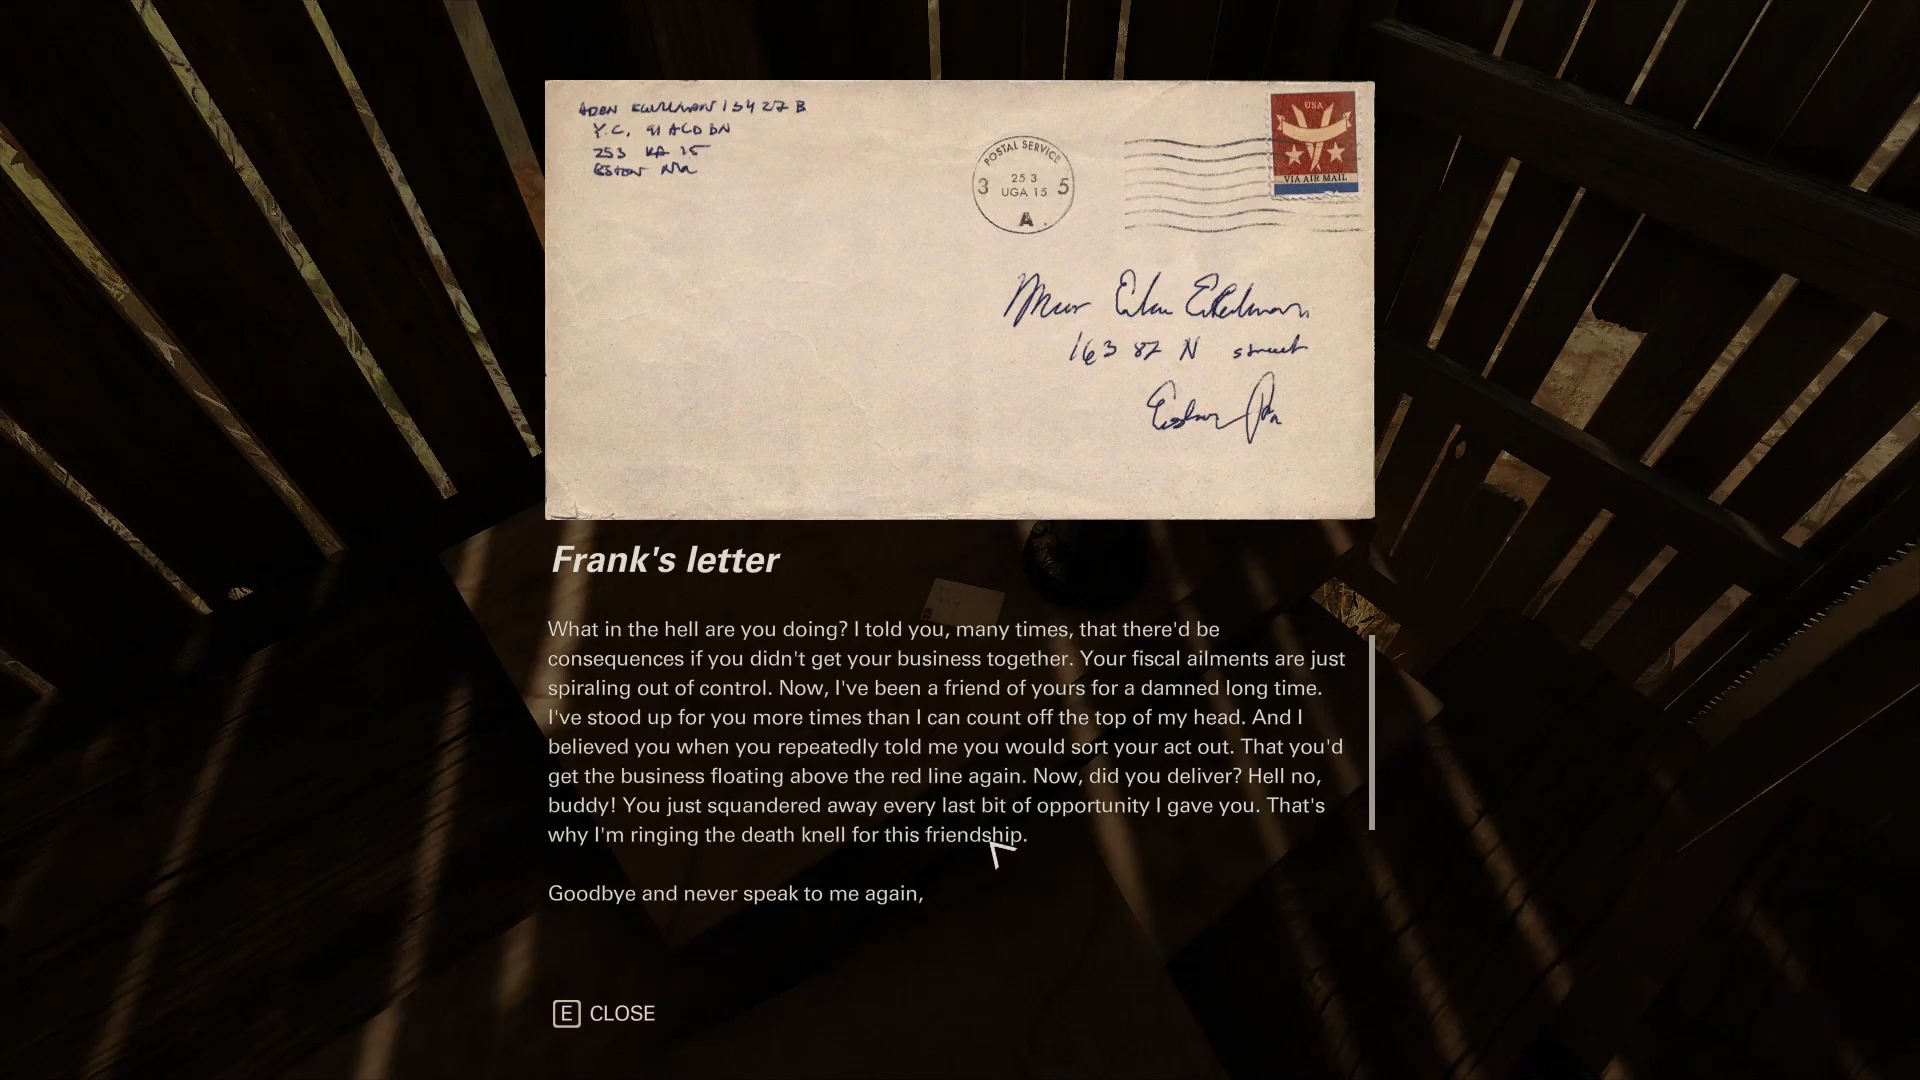 253
POSTAL SERVICE
3 25 3 5
UGA 15
A
USA
VIA AIR MAIL
163 87 N street
Frank's letter
What in the hell are you doing? I told you, many times, that there'd be
consequences if you didn't get your business together. Your fiscal ailments are just
spiraling out of control. Now, I've been a friend of yours for a damned long time.
I've stood up for you more times than I can count off the top of my head. And I
believed you when you repeatedly told me you would sort your act out. That you'd
get the business floating above the red line again. Now, did you deliver? Hell no,
buddy! You just squandered away every last bit of opportunity I gave you. That's
why I'm ringing the death knell for this friendship.
Goodbye and never speak to me again,
E CLOSE